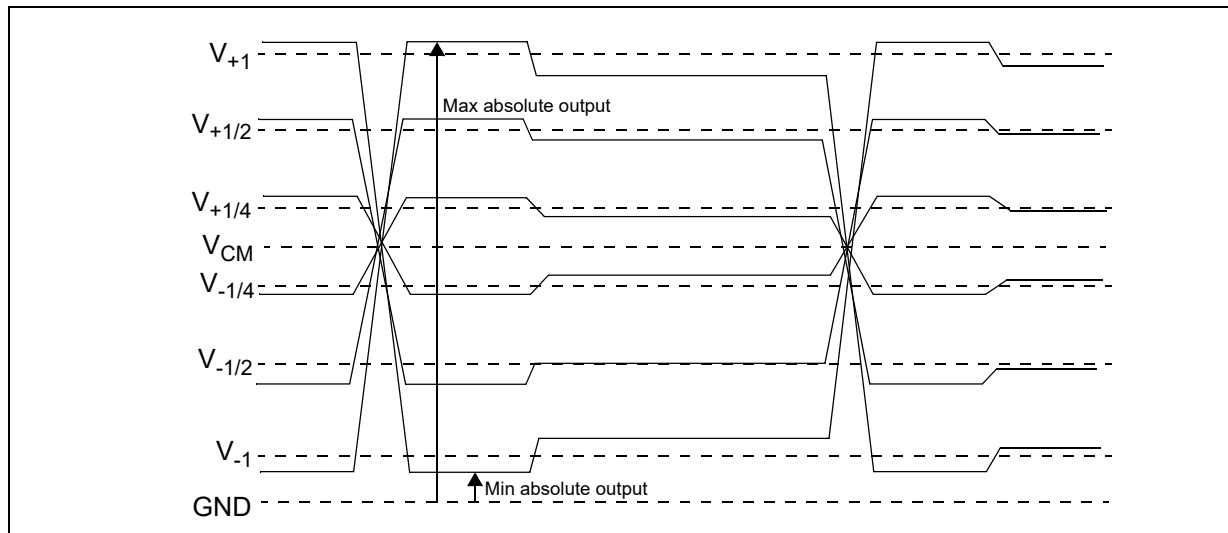 V+1
Max absolute output
V+1/2
V+1/4
VCM
V-1/4
V-1/2
V-1
Min absolute output
GND